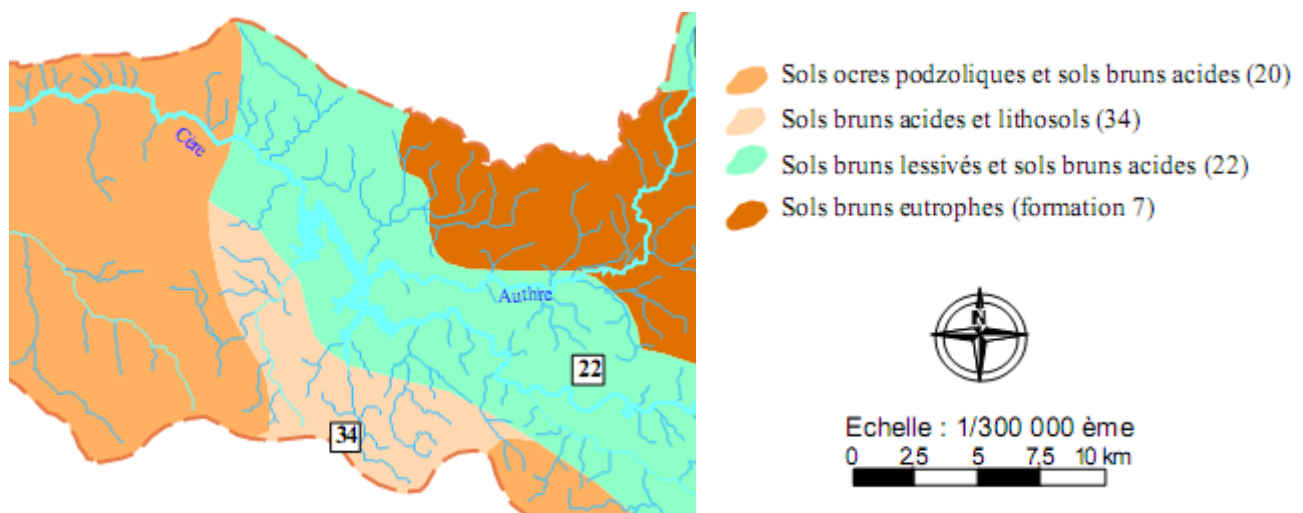 Cère
Authre
22
34
Sols ocres podzoliques et sols bruns acides (20)
Sols bruns acides et lithosols (34)
Sols bruns lessivés et sols bruns acides (22)
Sols bruns eutrophes (formation 7)
N
Echelle : 1/300 000 ème
0 2,5 5 7,5 10 km